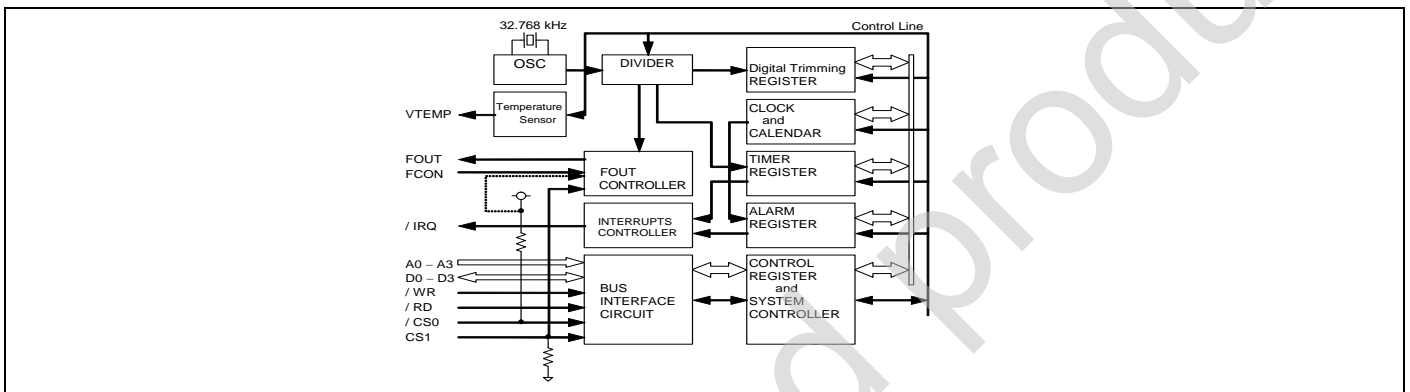 32.768 kHz
Control Line
OSC
DIVIDER
Digital Trimming
REGISTER
VTEMP
Temperature
Sensor
CLOCK
and
CALENDAR
FOUT
FCON
FOUT
CONTROLLER
TIMER
REGISTER
/ IRQ
INTERRUPTS
CONTROLLER
ALARM
REGISTER
A0 – A3
D0 – D3
/ WR
/ RD
/ CS0
CS1
BUS
INTERFACE
CIRCUIT
CONTROL
REGISTER
and
SYSTEM
CONTROLLER